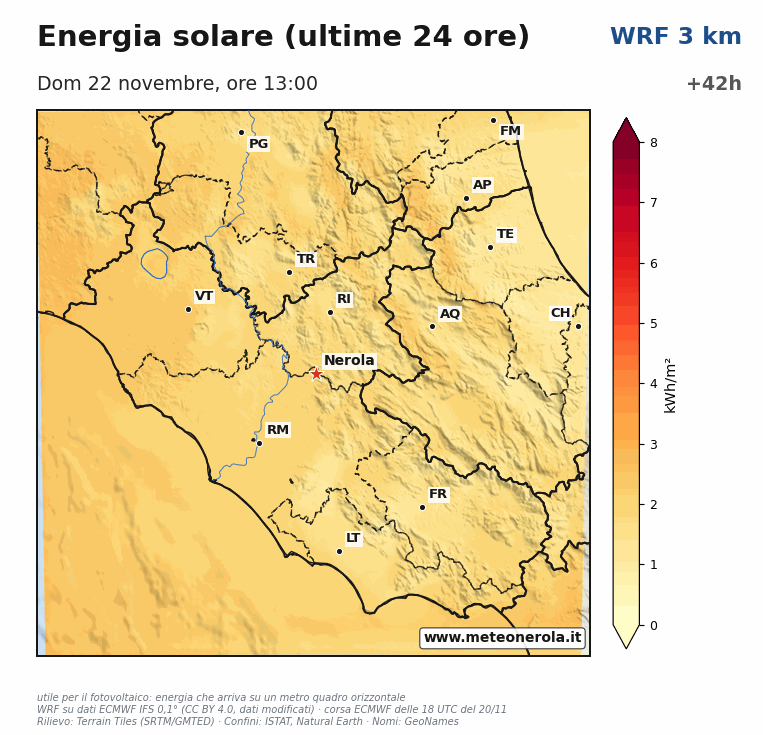 Energia solare (ultime 24 ore)
WRF 3 km
Dom 22 novembre, ore 13:00
+42h
PG
FM
AP
TE
TR
VT
RI
AQ
CH
Nerola
RM
FR
LT
www.meteonerola.it
8
7
6
5
4
3
2
1
0
kWh/m²
utile per il fotovoltaico: energia che arriva su un metro quadro orizzontale
WRF su dati ECMWF IFS 0,1° (CC BY 4.0, dati modificati) · corsa ECMWF delle 18 UTC del 20/11
Rilievo: Terrain Tiles (SRTM/GMTED) · Confini: ISTAT, Natural Earth · Nomi: GeoNames